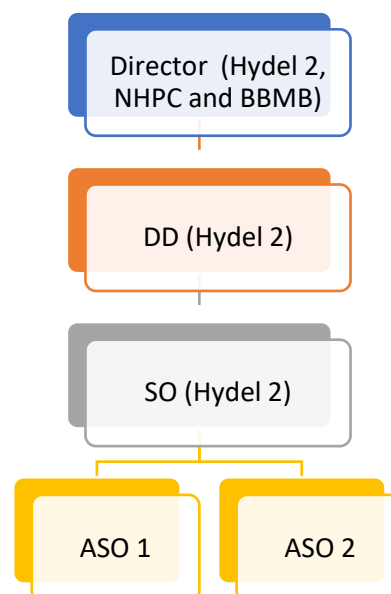 Director (Hydel 2,
NHPC and BBMB)
DD (Hydel 2)
SO (Hydel 2)
ASO 1
ASO 2